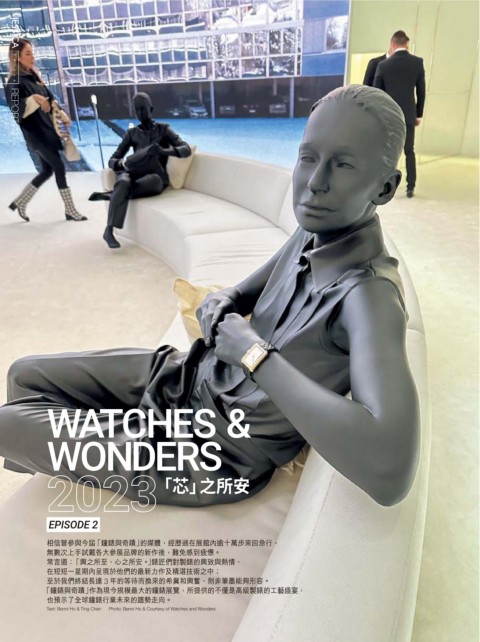 REPORT
WATCHES &
WONDERS
2023「芯」之所安
EPISODE 2
相信曾參與今屆「鐘錶與奇蹟」的媒體，經歷過在展館內逾十萬步來回急行、
無數次上手試戴各大參展品牌的新作後，難免感到疲憊。
常言道：「興之所至，心之所安。」錶匠們對製錶的興致與熱情，
在短短一星期內呈現於他們的最新力作及精湛技術之中；
至於我們終結長達 3 年的等待而換來的希冀和興奮，則非筆墨能夠形容。
「鐘錶與奇蹟」作為現今規模最大的鐘錶展覽，所提供的不僅是高級製錶的工藝盛宴，
也預示了全球鐘錶行業未來的趨勢走向。
Text: Benni Ho & Ting Chan Photo: Benni Ho & Courtesy of Watches and Wonders